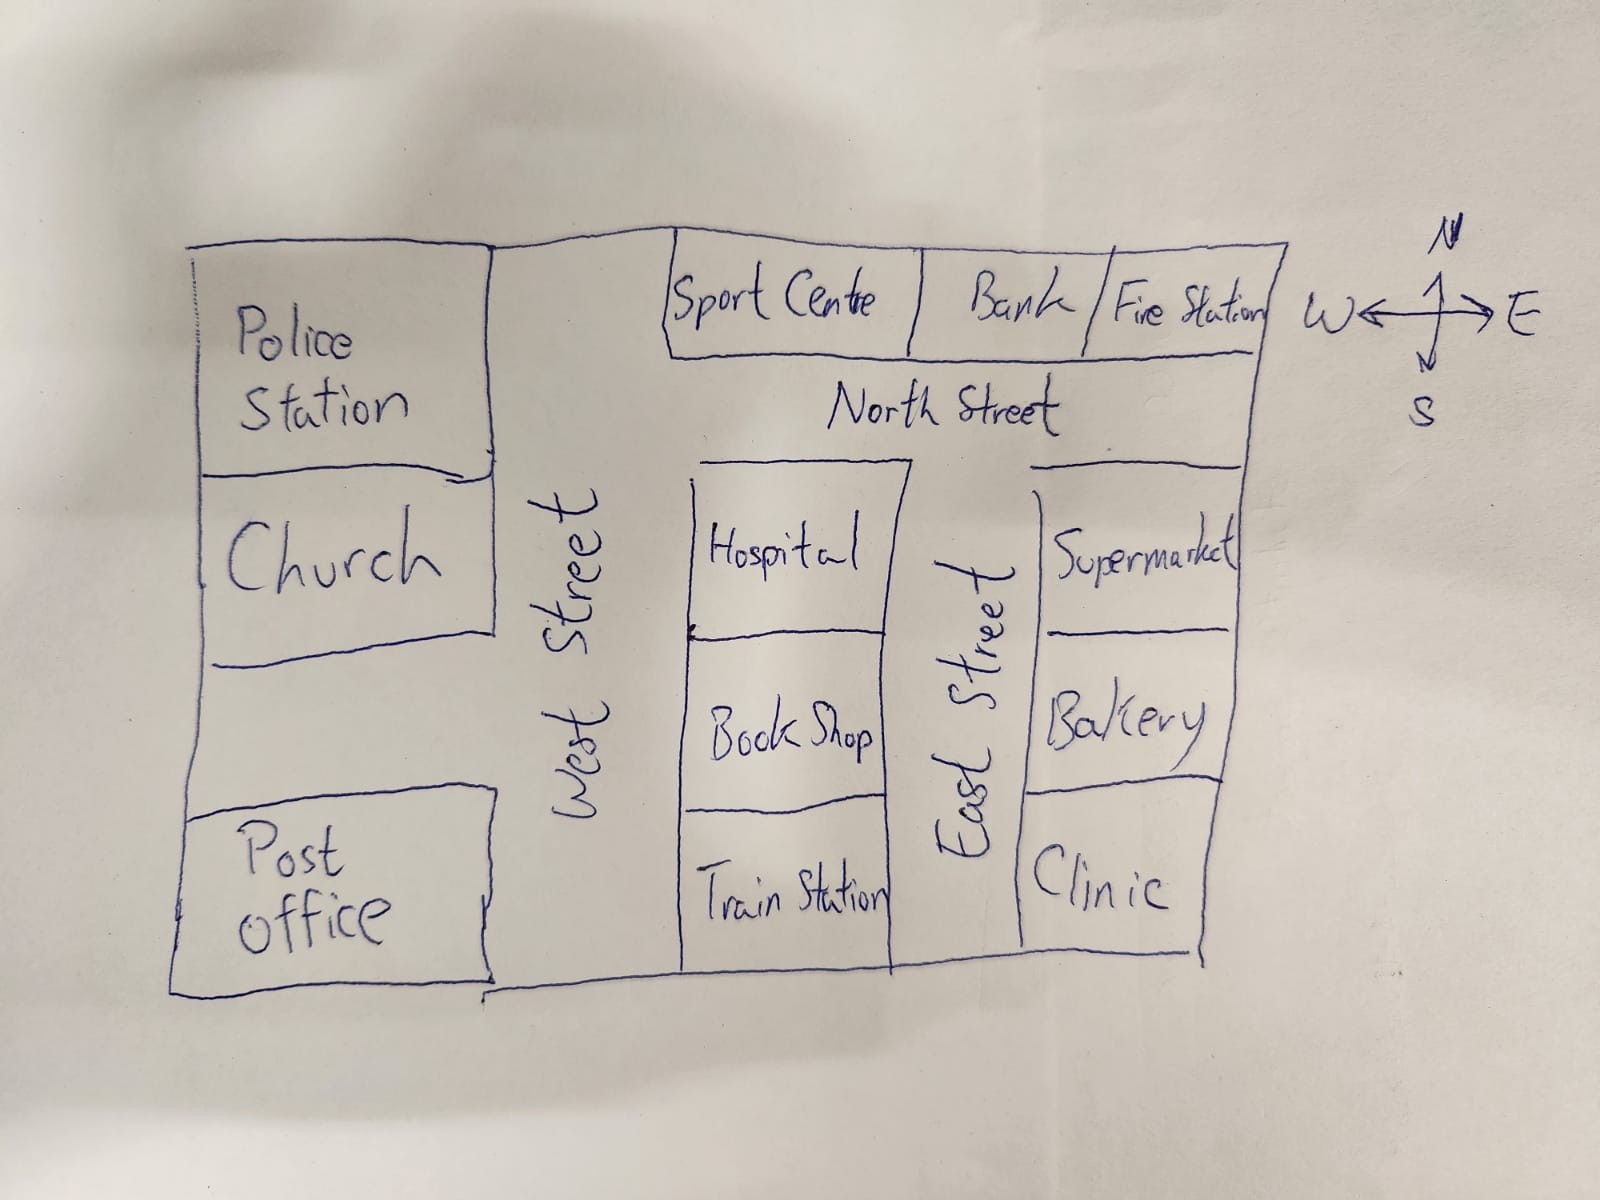 Police
Station
Church
Post
office
West Street
Sport Centre
Bank
Fire Station
North Street
Hospital
Book Shop
Train Station
East Street
Supermarket
Bakery
Clinic
N
W
E
S